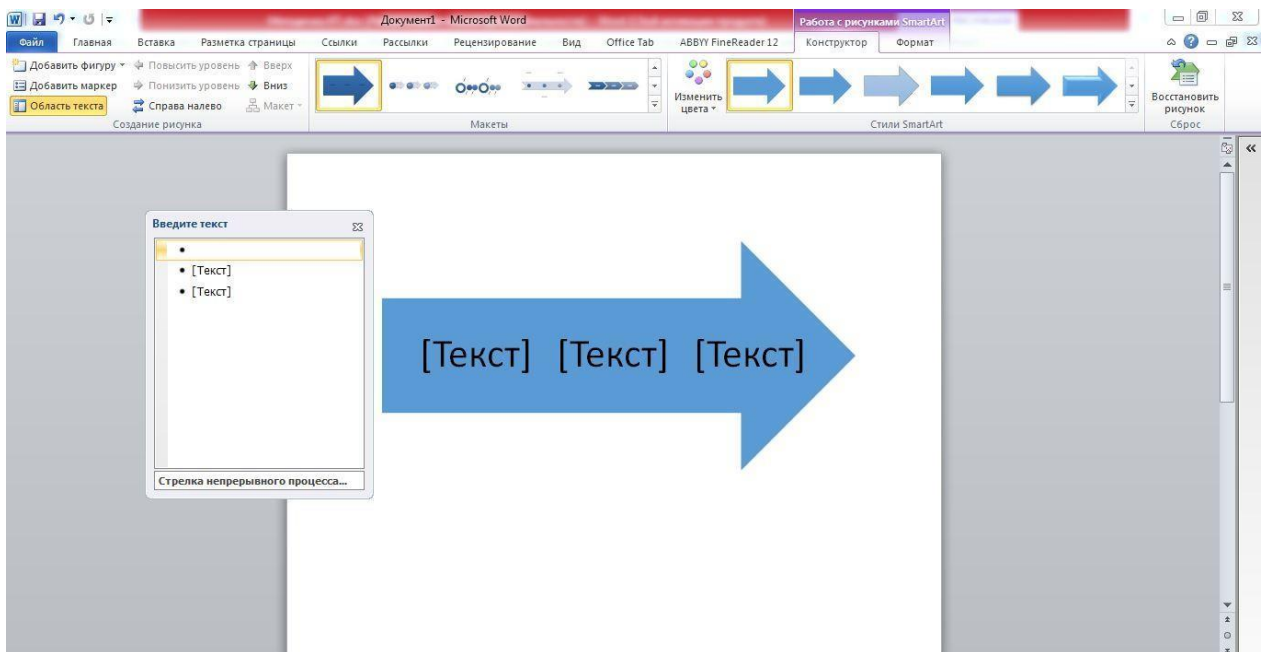 Документ1 - Microsoft Word
Работа с рисунками SmartArt
Файл Главная Вставка Разметка страницы Ссылки Рассылки Рецензирование Вид Office Tab ABBYY FineReader 12 Конструктор Формат
Добавить фигуру Повысить уровень Вверх
Добавить маркер Понизить уровень Вниз
Область текста Справа налево Макет
Создание рисунка
Макеты
Изменить
цвета
Стили SmartArt
Восстановить
рисунок
Сброс
Введите текст
[Текст]
[Текст]
Стрелка непрерывного процесса...
[Текст] [Текст] [Текст]